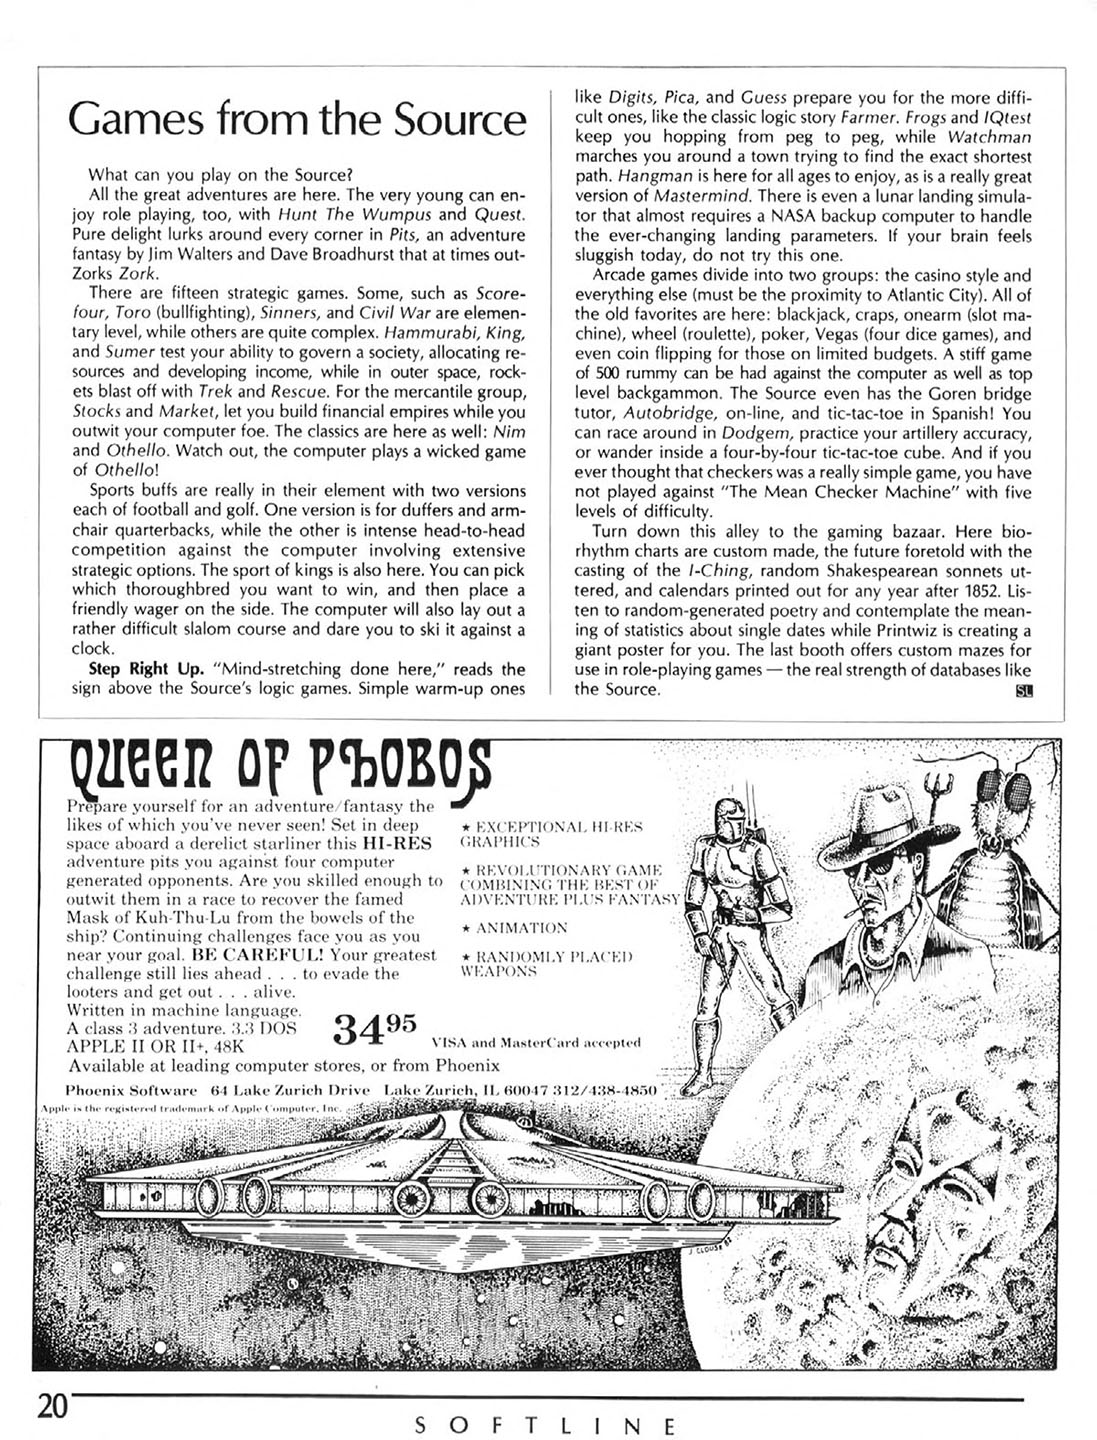 Games from the Source
What can you play on the Source?
All the great adventures are here. The very young can en-
joy role playing, too, with Hunt The Wumpus and Quest.
Pure delight lurks around every corner in Pits, an adventure
fantasy by Jim Walters and Dave Broadhurst that at times out-
Zorks Zork.
There are fifteen strategic games. Some, such as Score-
four, Toro (bullfighting), Sinners, and Civil War are elemen-
tary level, while others are quite complex. Hammurabi, King,
and Sumer test your ability to govern a society, allocating re-
sources and developing income, while in outer space, rock-
ets blast off with Trek and Rescue. For the mercantile group,
Stocks and Market, let you build financial empires while you
outwit your computer foe. The classics are here as well: Nim
and Othello. Watch out, the computer plays a wicked game
of Othello!
Sports buffs are really in their element with two versions
each of football and golf. One version is for duffers and arm-
chair quarterbacks, while the other is intense head-to-head
competition against the computer involving extensive
strategic options. The sport of kings is also here. You can pick
which thoroughbred you want to win, and then place a
friendly wager on the side. The computer will also lay out a
rather difficult slalom course and dare you to ski it against a
clock.
Step Right Up. "Mind-stretching done here," reads the
sign above the Source's logic games. Simple warm-up ones
like Digits, Pica, and Guess prepare you for the more diffi-
cult ones, like the classic logic story Farmer. Frogs and IQtest
keep you hopping from peg to peg, while Watchman
marches you around a town trying to find the exact shortest
path. Hangman is here for all ages to enjoy, as is a really great
version of Mastermind. There is even a lunar landing simula-
tor that almost requires a NASA backup computer to handle
the ever-changing landing parameters. If your brain feels
sluggish today, do not try this one.
Arcade games divide into two groups: the casino style and
everything else (must be the proximity to Atlantic City). All of
the old favorites are here: blackjack, craps, onearm (slot ma-
chine), wheel (roulette), poker, Vegas (four dice games), and
even coin flipping for those on limited budgets. A stiff game
of 500 rummy can be had against the computer as well as top
level backgammon. The Source even has the Goren bridge
tutor, Autobridge, on-line, and tic-tac-toe in Spanish! You
can race around in Dodgem, practice your artillery accuracy,
or wander inside a four-by-four tic-tac-toe cube. And if you
ever thought that checkers was a really simple game, you have
not played against "The Mean Checker Machine" with five
levels of difficulty.
Turn down this alley to the gaming bazaar. Here bio-
rhythm charts are custom made, the future foretold with the
casting of the I-Ching, random Shakespearean sonnets ut-
tered, and calendars printed out for any year after 1852. Lis-
ten to random-generated poetry and contemplate the mean-
ing of statistics about single dates while Printwiz is creating a
giant poster for you. The last booth offers custom mazes for
use in role-playing games — the real strength of databases like
the Source. SL
QUEEN OF PHOBOS
Prepare yourself for an adventure/fantasy the
likes of which you've never seen! Set in deep
space aboard a derelict starliner this HI-RES
adventure pits you against four computer
generated opponents. Are you skilled enough to
outwit them in a race to recover the famed
Mask of Kuh-Thu-Lu from the bowels of the
ship? Continuing challenges face you as you
near your goal. BE CAREFUL! Your greatest
challenge still lies ahead . . . to evade the
looters and get out . . . alive.
Written in machine language.
A class 3 adventure. 3.3 DOS
APPLE II OR II+, 48K
34.95
★ EXCEPTIONAL HI-RES
GRAPHICS
★ REVOLUTIONARY GAME
COMBINING THE BEST OF
ADVENTURE PLUS FANTASY
★ ANIMATION
★ RANDOMLY PLACED
WEAPONS
VISA and MasterCard accepted
Available at leading computer stores, or from Phoenix
Phoenix Software 64 Lake Zurich Drive Lake Zurich, IL 60047 312/438-4850
Apple is the registered trademark of Apple Computer, Inc.
J CLOUSE
20
SOFTLINE